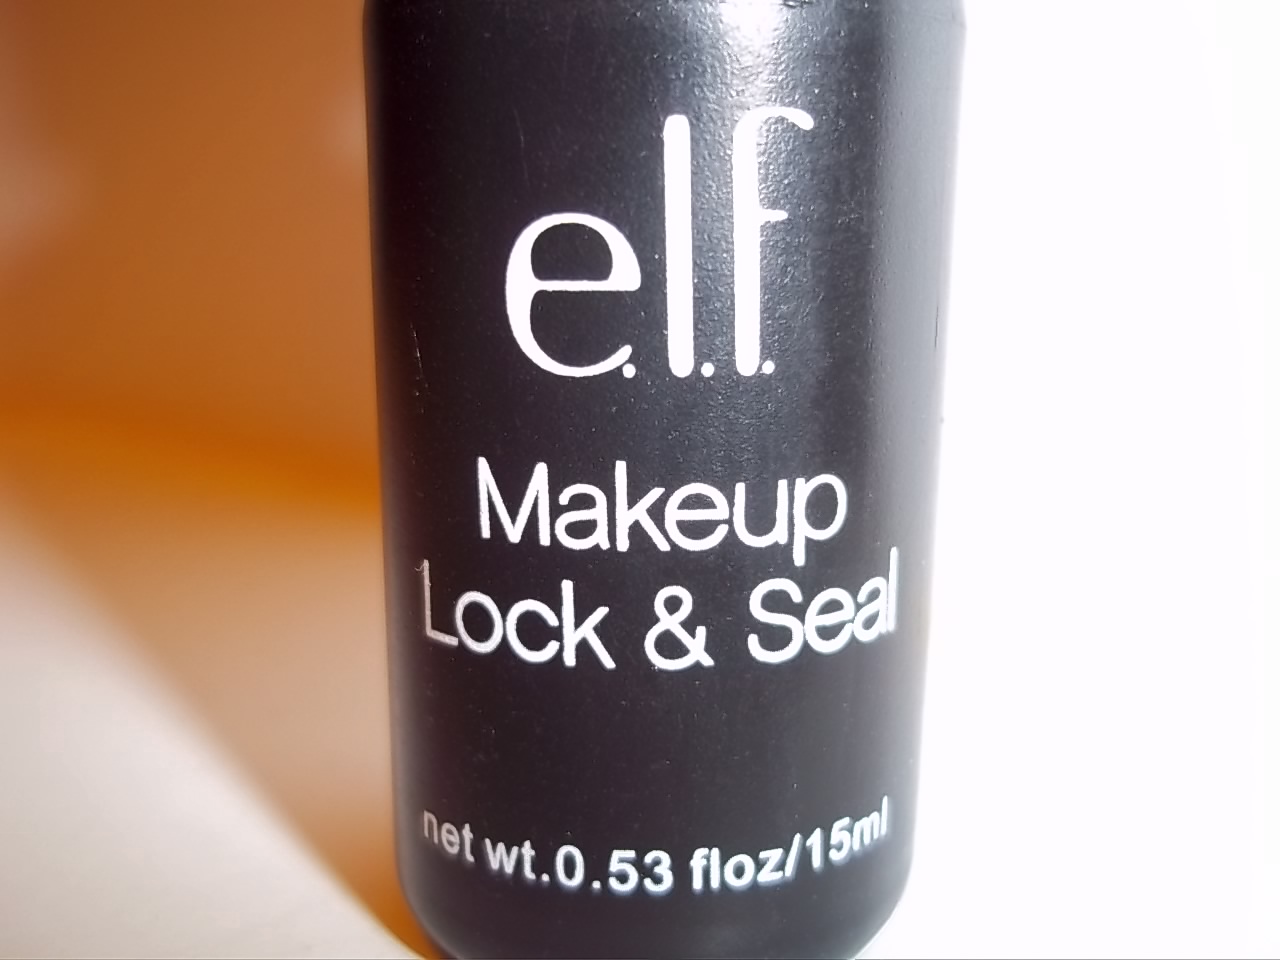 e.l.f.
Makeup
Lock & Seal
net wt.0.53 floz/15ml